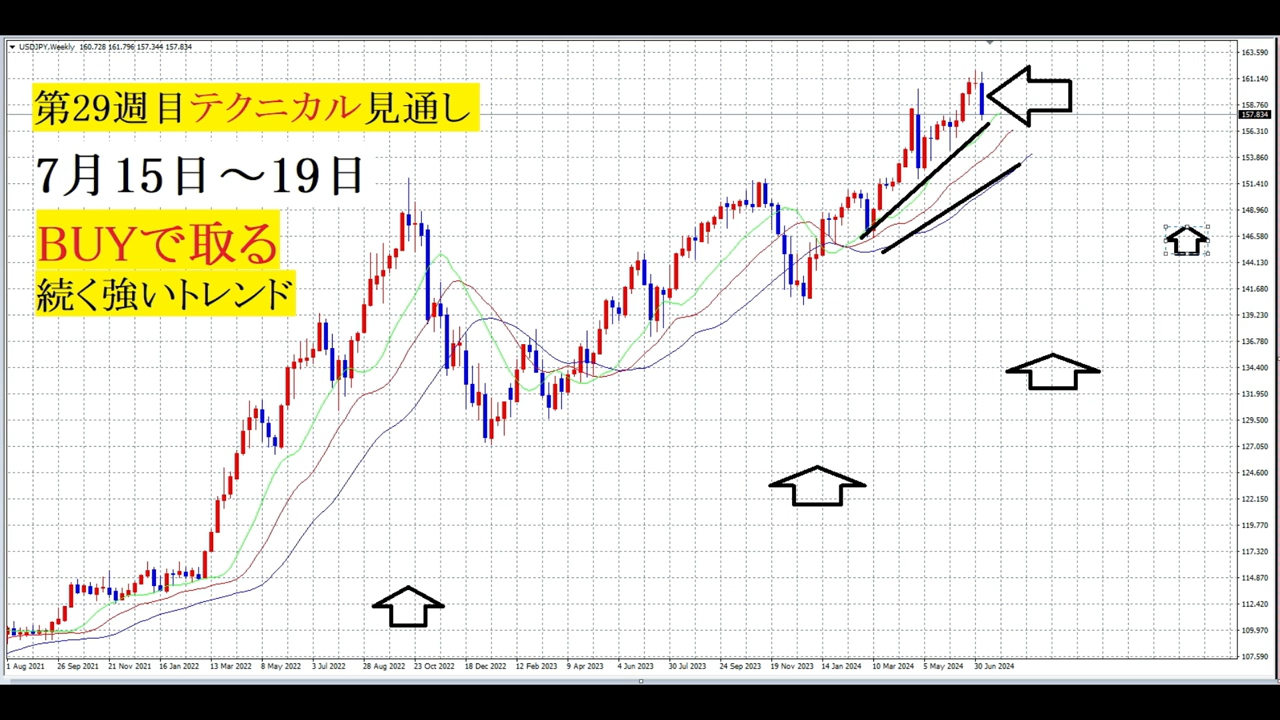 USDJPY,Weekly 160.728 161.796 157.344 157.834
第29週目テクニカル見通し
7月15日～19日
BUYで取る
続く強いトレンド
163.590
161.140
158.760
157.834
156.310
153.860
151.410
148.960
146.580
144.130
141.680
139.230
136.780
134.400
131.950
129.500
127.050
124.600
122.150
119.770
117.320
114.870
112.420
109.970
107.590
1 Aug 2021
26 Sep 2021
21 Nov 2021
16 Jan 2022
13 Mar 2022
8 May 2022
3 Jul 2022
28 Aug 2022
23 Oct 2022
18 Dec 2022
12 Feb 2023
9 Apr 2023
4 Jun 2023
30 Jul 2023
24 Sep 2023
19 Nov 2023
14 Jan 2024
10 Mar 2024
5 May 2024
30 Jun 2024